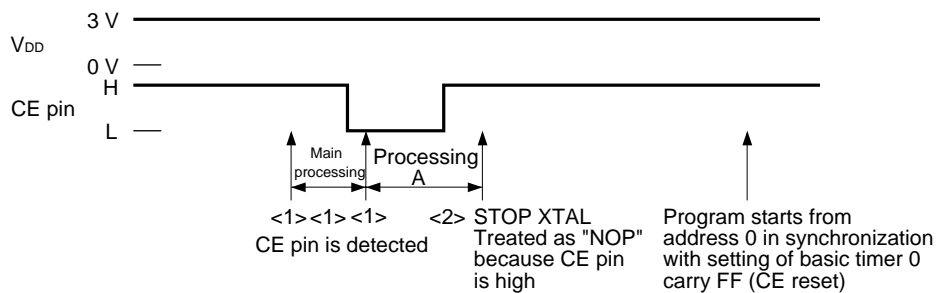 3 V
VDD
0 V
H
CE pin
L
Main
processing
Processing
A
<1> <1> <1>
CE pin is detected
<2> STOP XTAL
Treated as "NOP"
because CE pin
is high
Program starts from
address 0 in synchronization
with setting of basic timer 0
carry FF (CE reset)